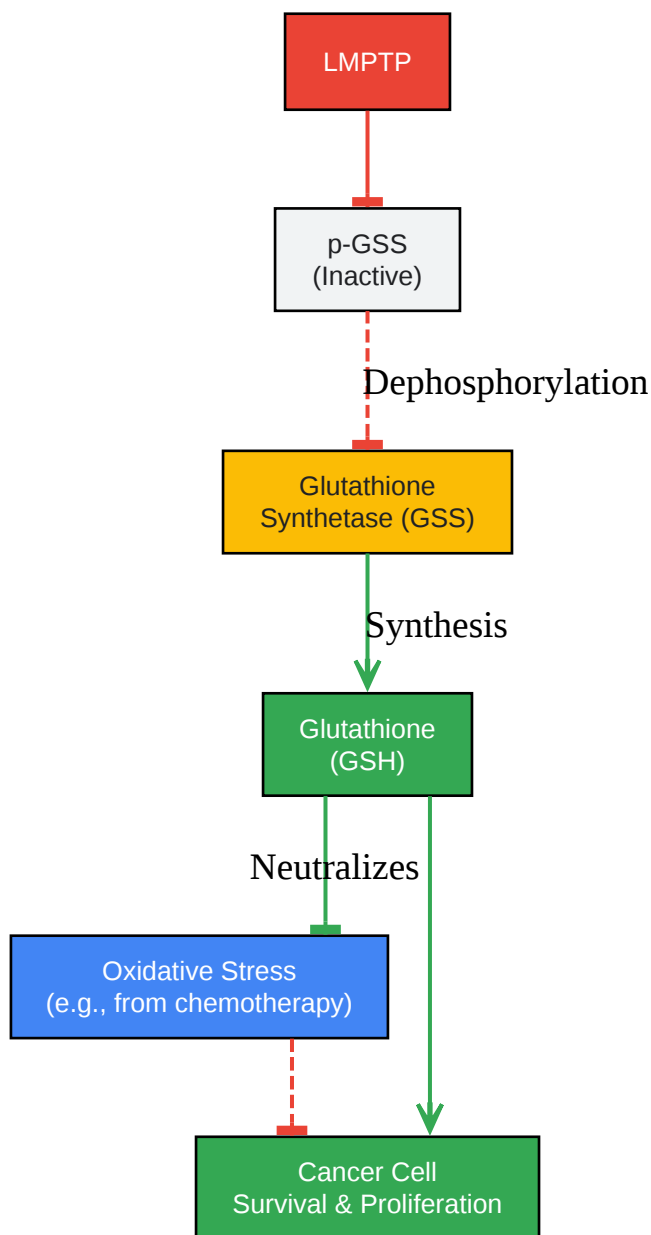 LMPTP
p-GSS
(Inactive)
Dephosphorylation
Glutathione
Synthetase (GSS)
Synthesis
Glutathione
(GSH)
Neutralizes
Oxidative Stress
(e.g., from chemotherapy)
Cancer Cell
Survival & Proliferation